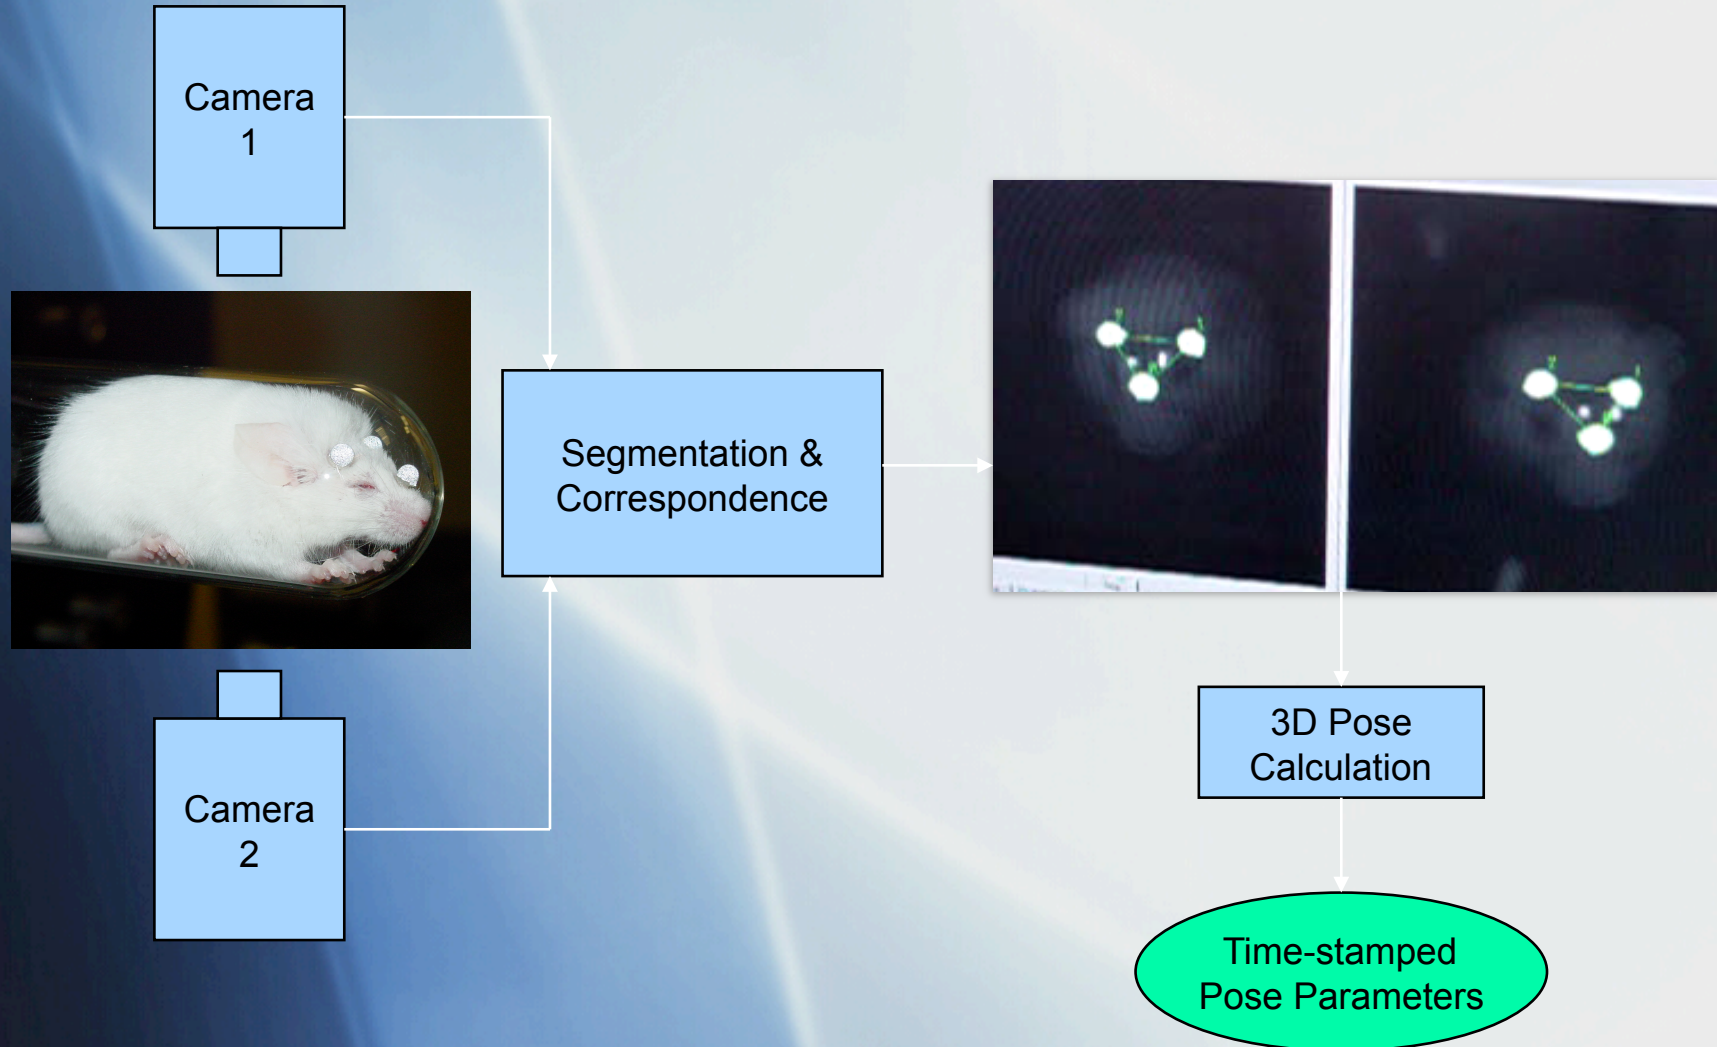 Camera
1
Segmentation &
Correspondence
3D Pose
Calculation
Camera
2
Time-stamped
Pose Parameters